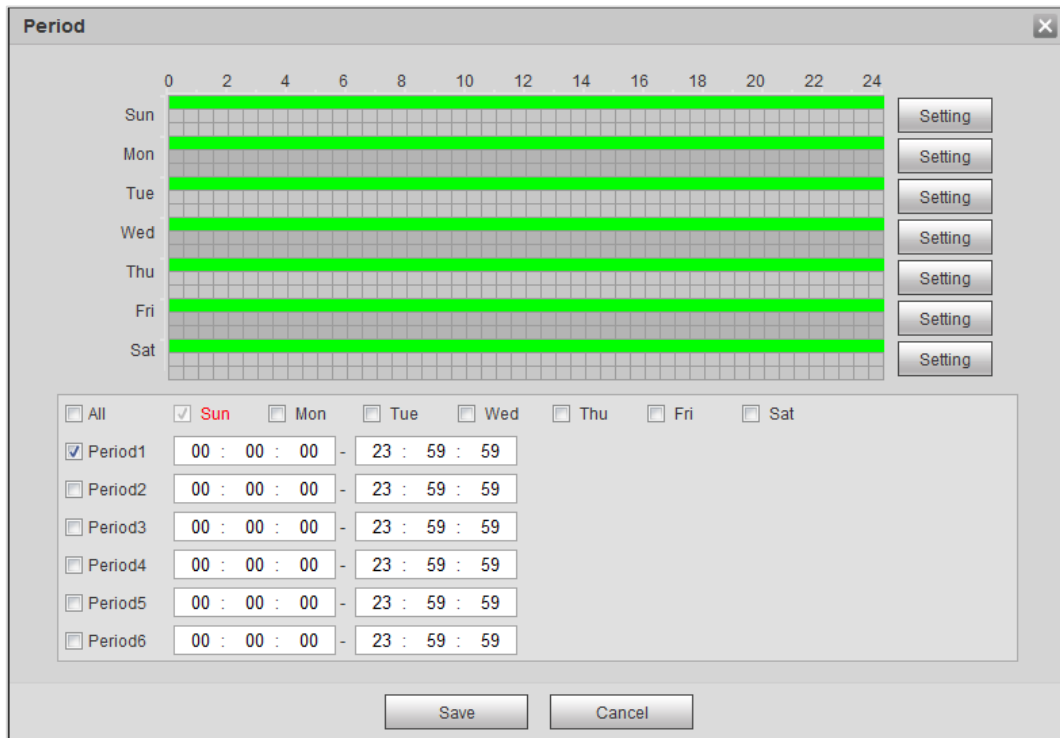 Period
0 2 4 6 8 10 12 14 16 18 20 22 24
Sun Setting
Mon Setting
Tue Setting
Wed Setting
Thu Setting
Fri Setting
Sat Setting
All Sun Mon Tue Wed Thu Fri Sat
Period1 00 : 00 : 00 - 23 : 59 : 59
Period2 00 : 00 : 00 - 23 : 59 : 59
Period3 00 : 00 : 00 - 23 : 59 : 59
Period4 00 : 00 : 00 - 23 : 59 : 59
Period5 00 : 00 : 00 - 23 : 59 : 59
Period6 00 : 00 : 00 - 23 : 59 : 59
Save Cancel